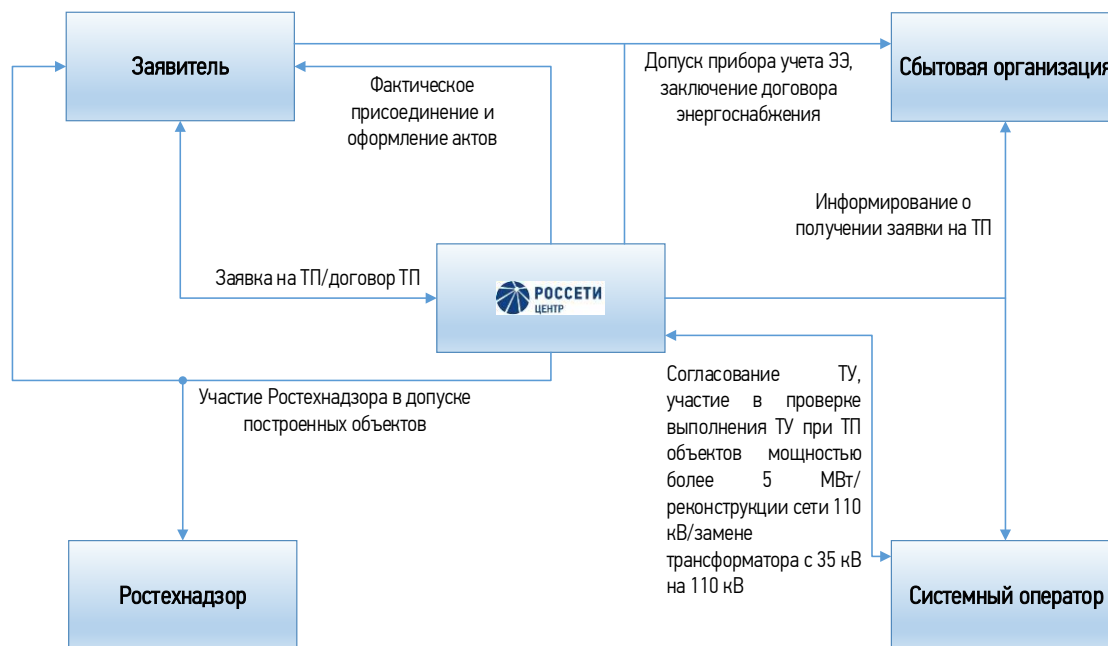 Заявитель
Сбытовая организация
Фактическое
присоединение и
оформление актов
Допуск прибора учета ЭЭ,
заключение договора
энергоснабжения
Информирование о
получении заявки на ТП
Заявка на ТП/договор ТП
РОССЕТИ
ЦЕНТР
Участие Ростехнадзора в допуске
построенных объектов
Согласование ТУ,
участие в проверке
выполнения ТУ при ТП
объектов мощностью
более 5 МВт/
реконструкции сети 110
кВ/замене
трансформатора с 35 кВ
на 110 кВ
Ростехнадзор
Системный оператор